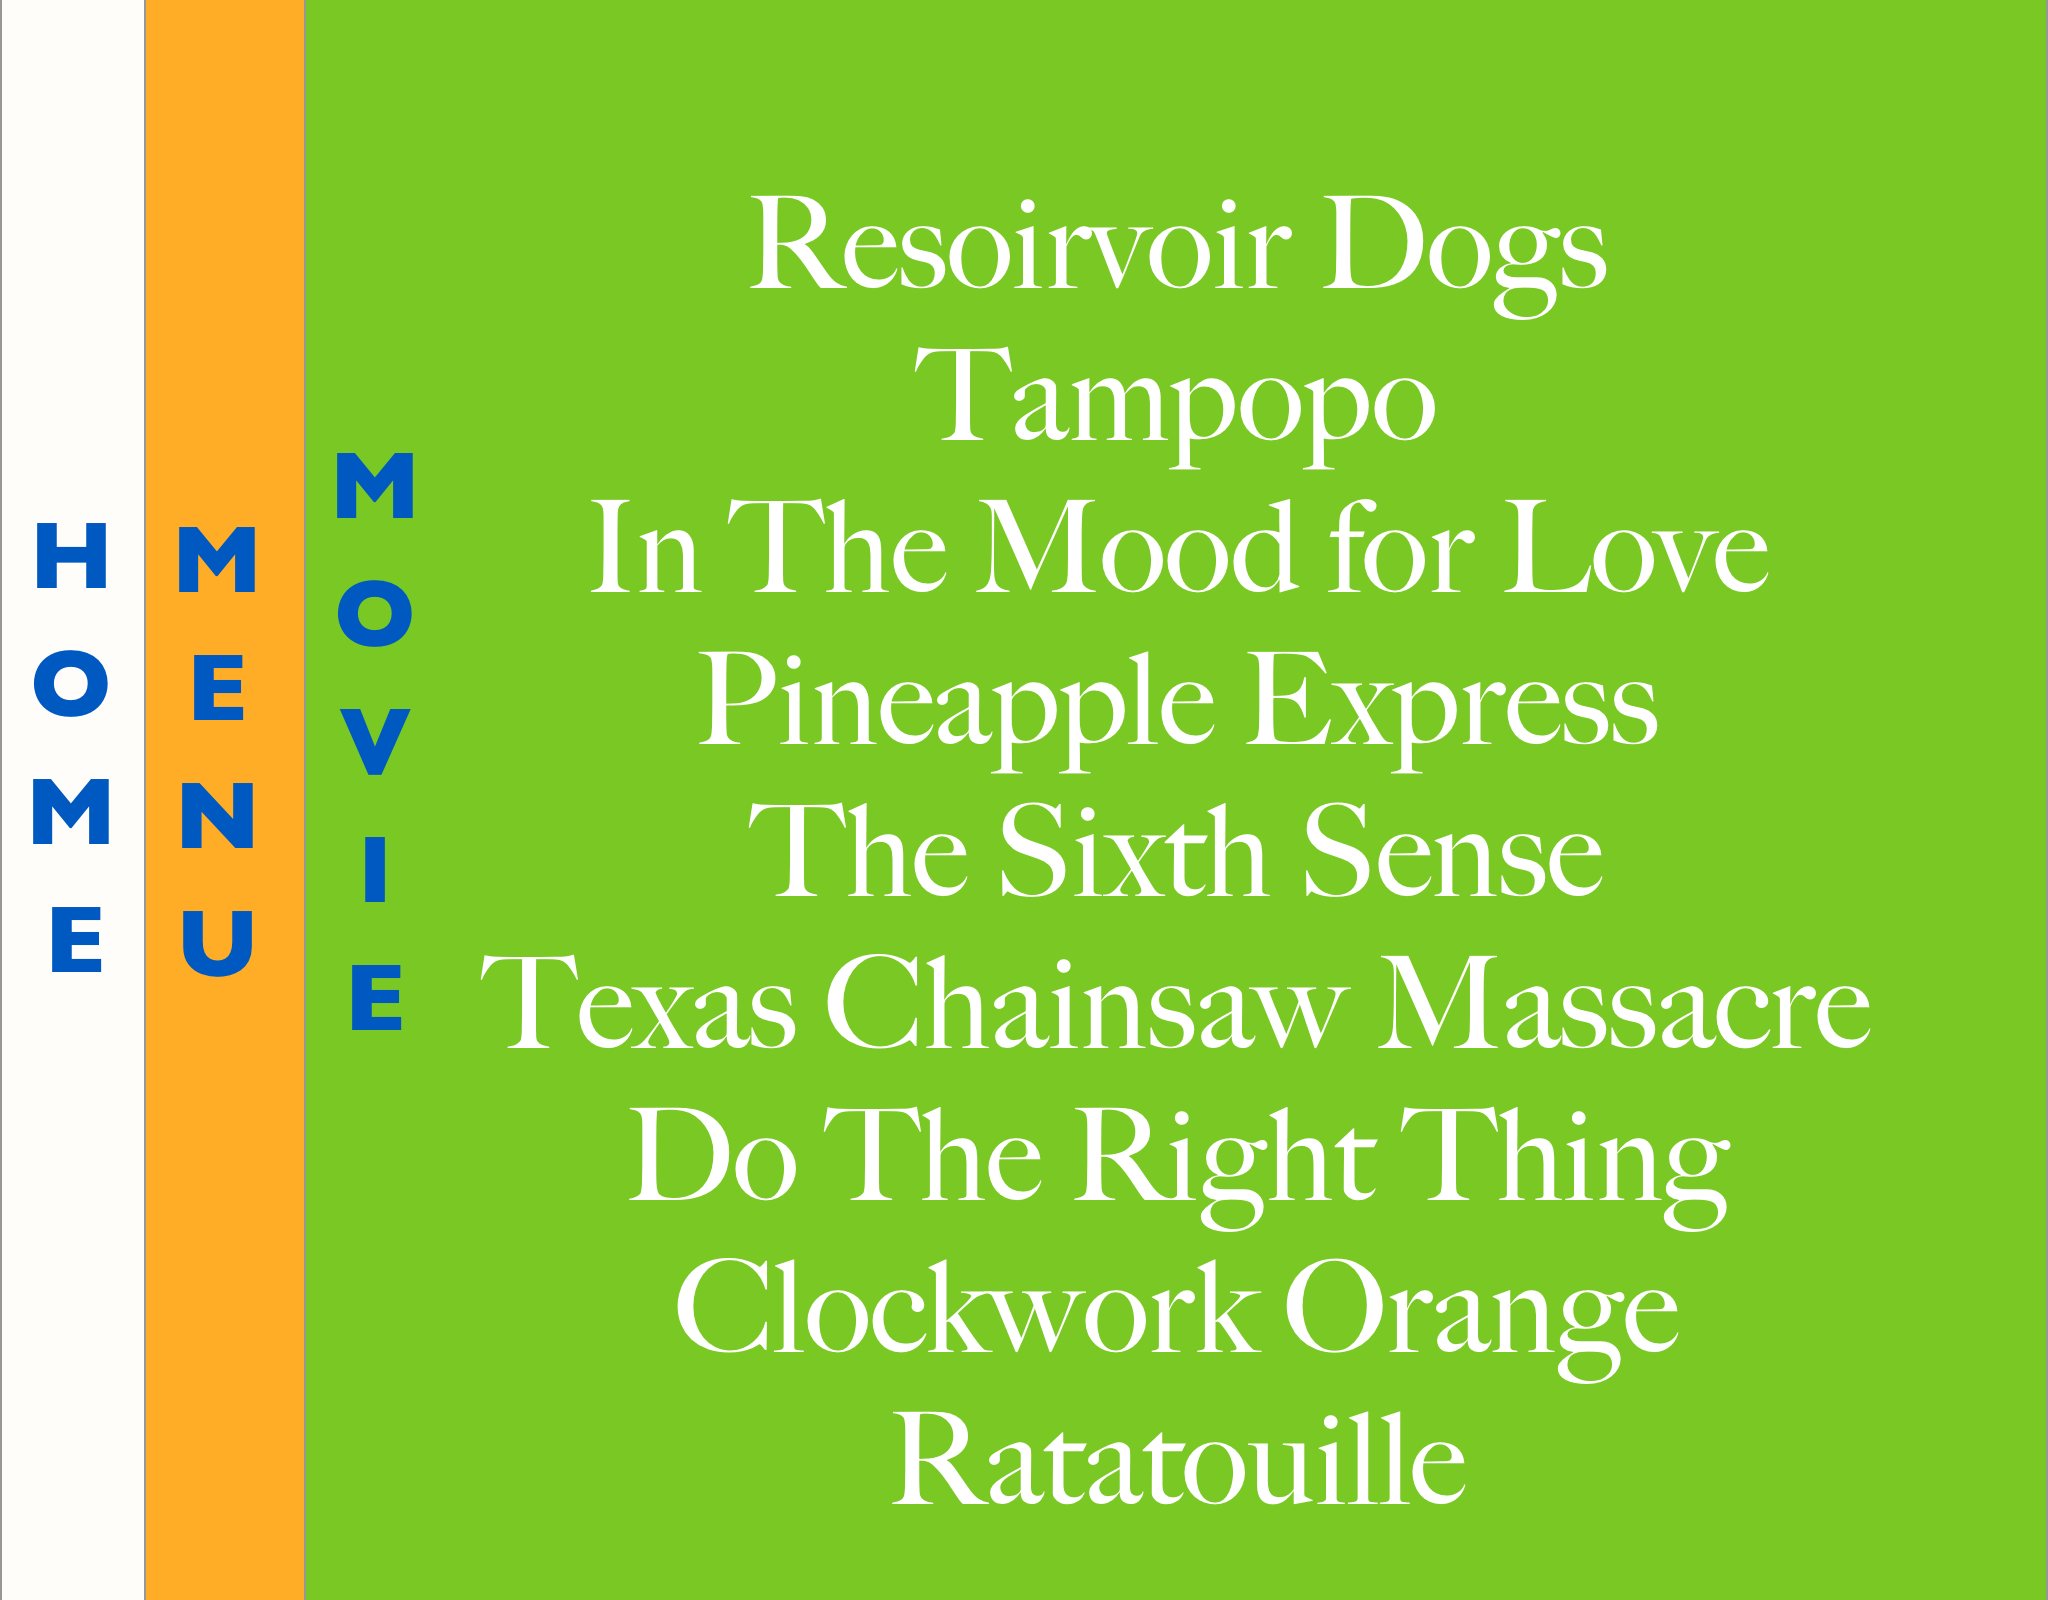 HOME
MENU
MOVIE
Resoirvoir Dogs
Tampopo
In The Mood for Love
Pineapple Express
The Sixth Sense
Texas Chainsaw Massacre
Do The Right Thing
Clockwork Orange
Ratatouille